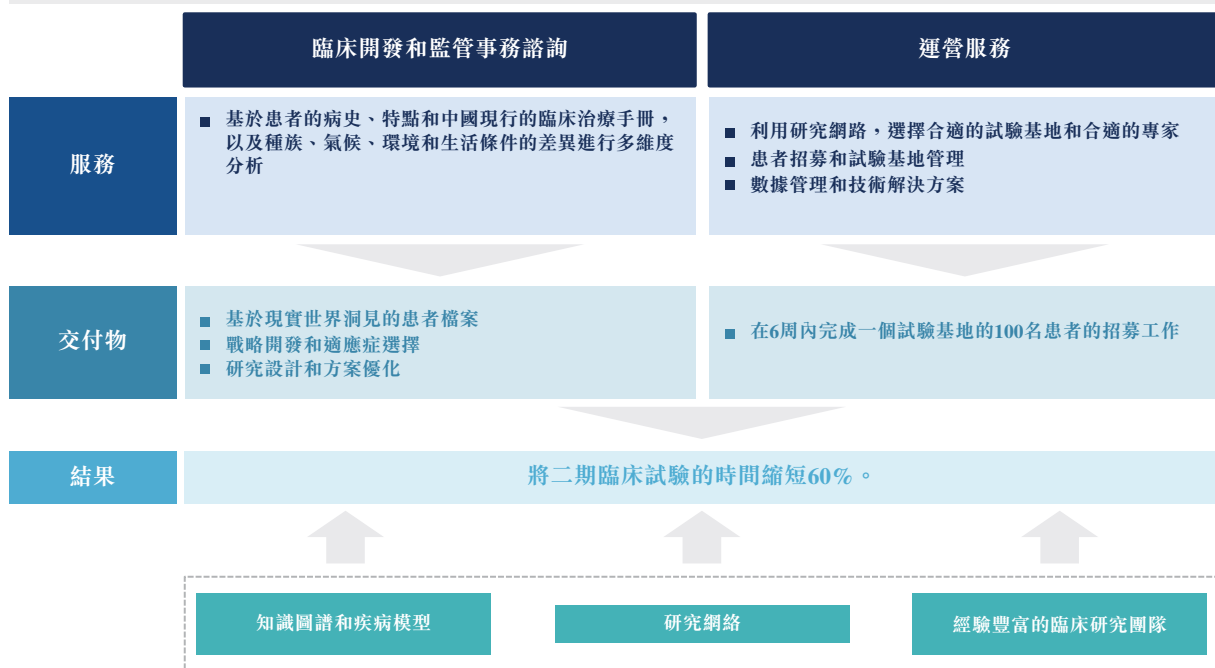 臨床開發和監管事務諮詢
運營服務
服務
基於患者的病史、特點和中國現行的臨床治療手冊，
以及種族、氣候、環境和生活條件的差異進行多維度
分析
利用研究網路，選擇合適的試驗基地和合適的專家
患者招募和試驗基地管理
數據管理和技術解決方案
交付物
基於現實世界洞見的患者檔案
戰略開發和適應症選擇
研究設計和方案優化
在6周內完成一個試驗基地的100名患者的招募工作
結果
將二期臨床試驗的時間縮短60%。
知識圖譜和疾病模型
研究網絡
經驗豐富的臨床研究團隊